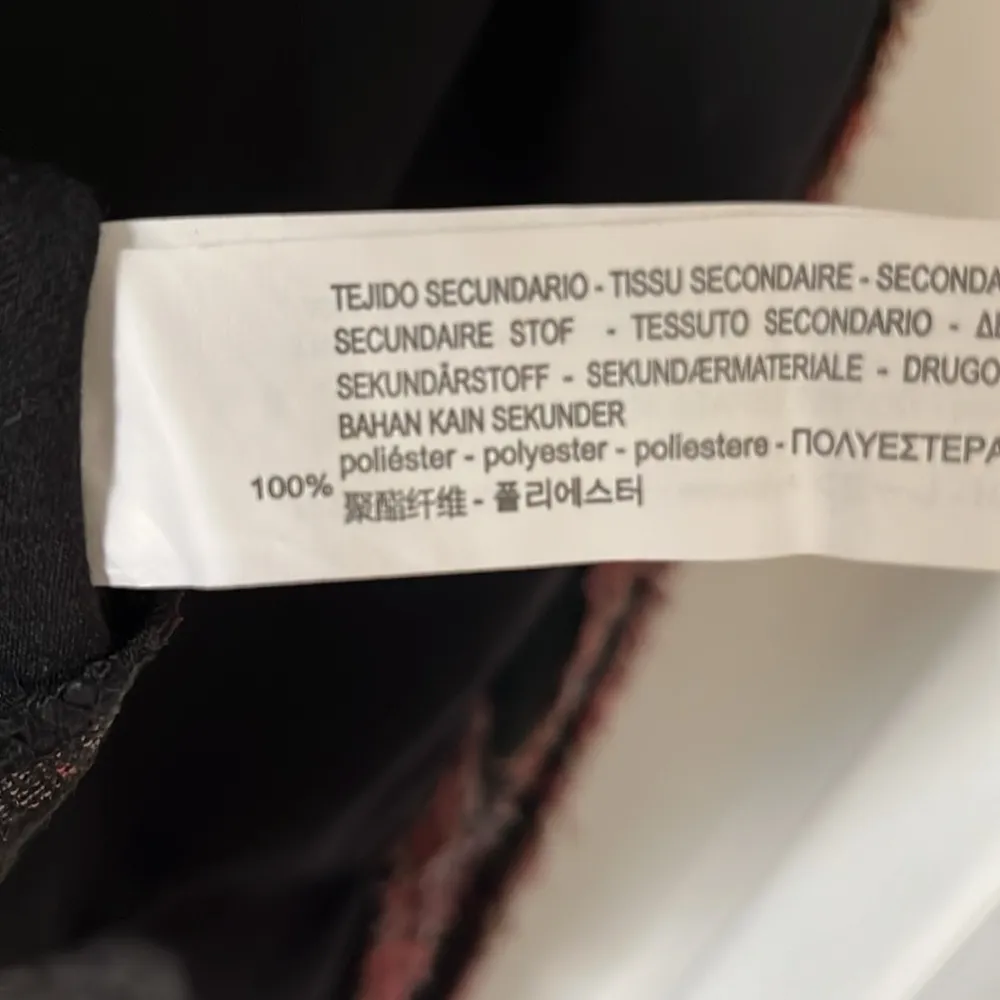 TEJIDO SECUNDARIO - TISSU SECONDAIRE - SECONDA
SECUNDAIRE STOF - TESSUTO SECONDARIO -
SEKUNDÄRSTOFF - SEKUNDÆRMATERIALE - DRUGO
BAHAN KAIN SEKUNDER
100% poliéster - polyester - poliestere - ΠΟΛΥΕΣΤΕΡΑ
聚酯纤维 - 폴리에스터